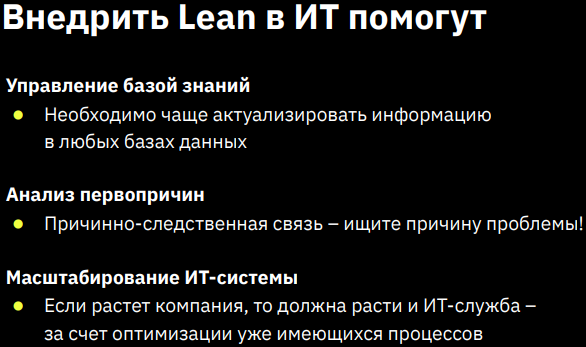 Внедрить Lean в ИТ помогут
Управление базой знаний
● Необходимо чаще актуализировать информацию
в любых базах данных
Анализ первопричин
● Причинно-следственная связь – ищите причину проблемы!
Масштабирование ИТ-системы
● Если растет компания, то должна расти и ИТ-служба –
за счет оптимизации уже имеющихся процессов